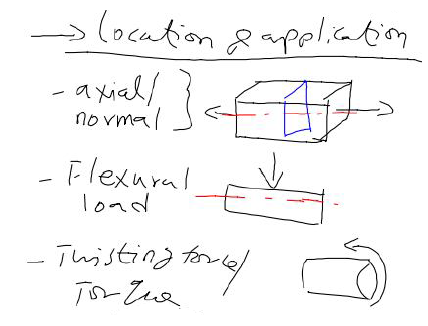 → location & application
- axial/
normal
- Flexural
load
- Twisting force/
Torque